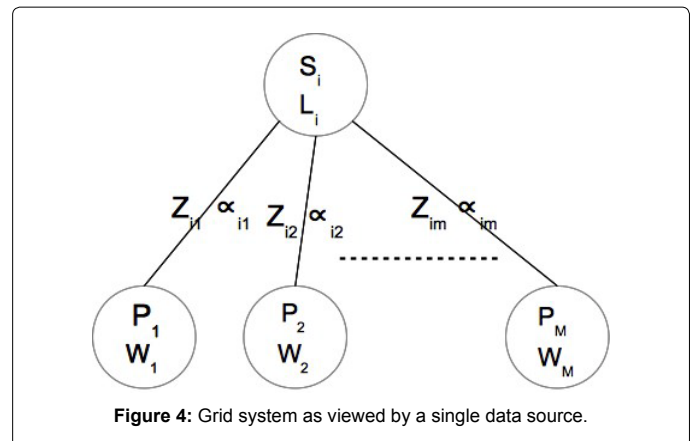 S_i
L_i
Z_i1 ∝_i1 Z_i2 ∝_i2 Z_im ∝_im
P_1 P_2 P_M
W_1 W_2 W_M
Figure 4: Grid system as viewed by a single data source.